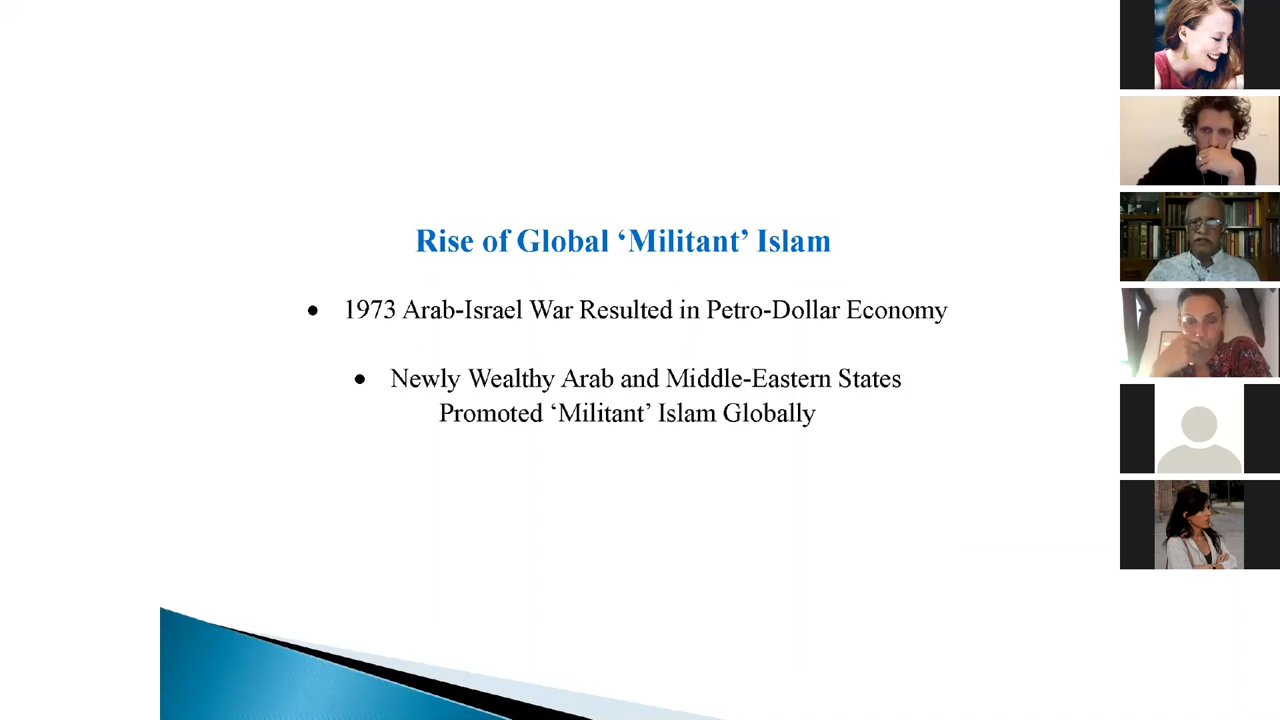 Rise of Global ‘Militant’ Islam
• 1973 Arab-Israel War Resulted in Petro-Dollar Economy
• Newly Wealthy Arab and Middle-Eastern States
Promoted ‘Militant’ Islam Globally